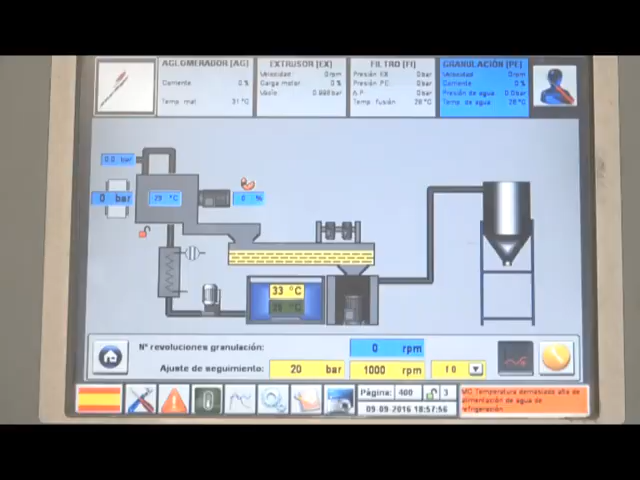 AGLOMERADOR [AG]
Corriente 0%
Temp mat 31°C
EXTRUSOR [EX]
Velocidad 0rpm
Carga motor 0 %
FILTRO [FI]
Presión EX 0bar
Presión PC 0bar
Δ P 0bar
Temp fusión 28°C
GRANULACIÓN [PE]
Velocidad 0rpm
Corriente 0%
Presión de agua 0.0bar
Temp de agua 28°C
0.0 bar
0 bar
29 °C
0 %
33 °C
Nº revoluciones granulación:
0 rpm
Ajuste de seguimiento:
20 bar
1000 rpm
10
Página: 400
3
09-09-2016 18:57:56
MO Temperatura demasiado alta de
alimentación de agua de
refrigeración